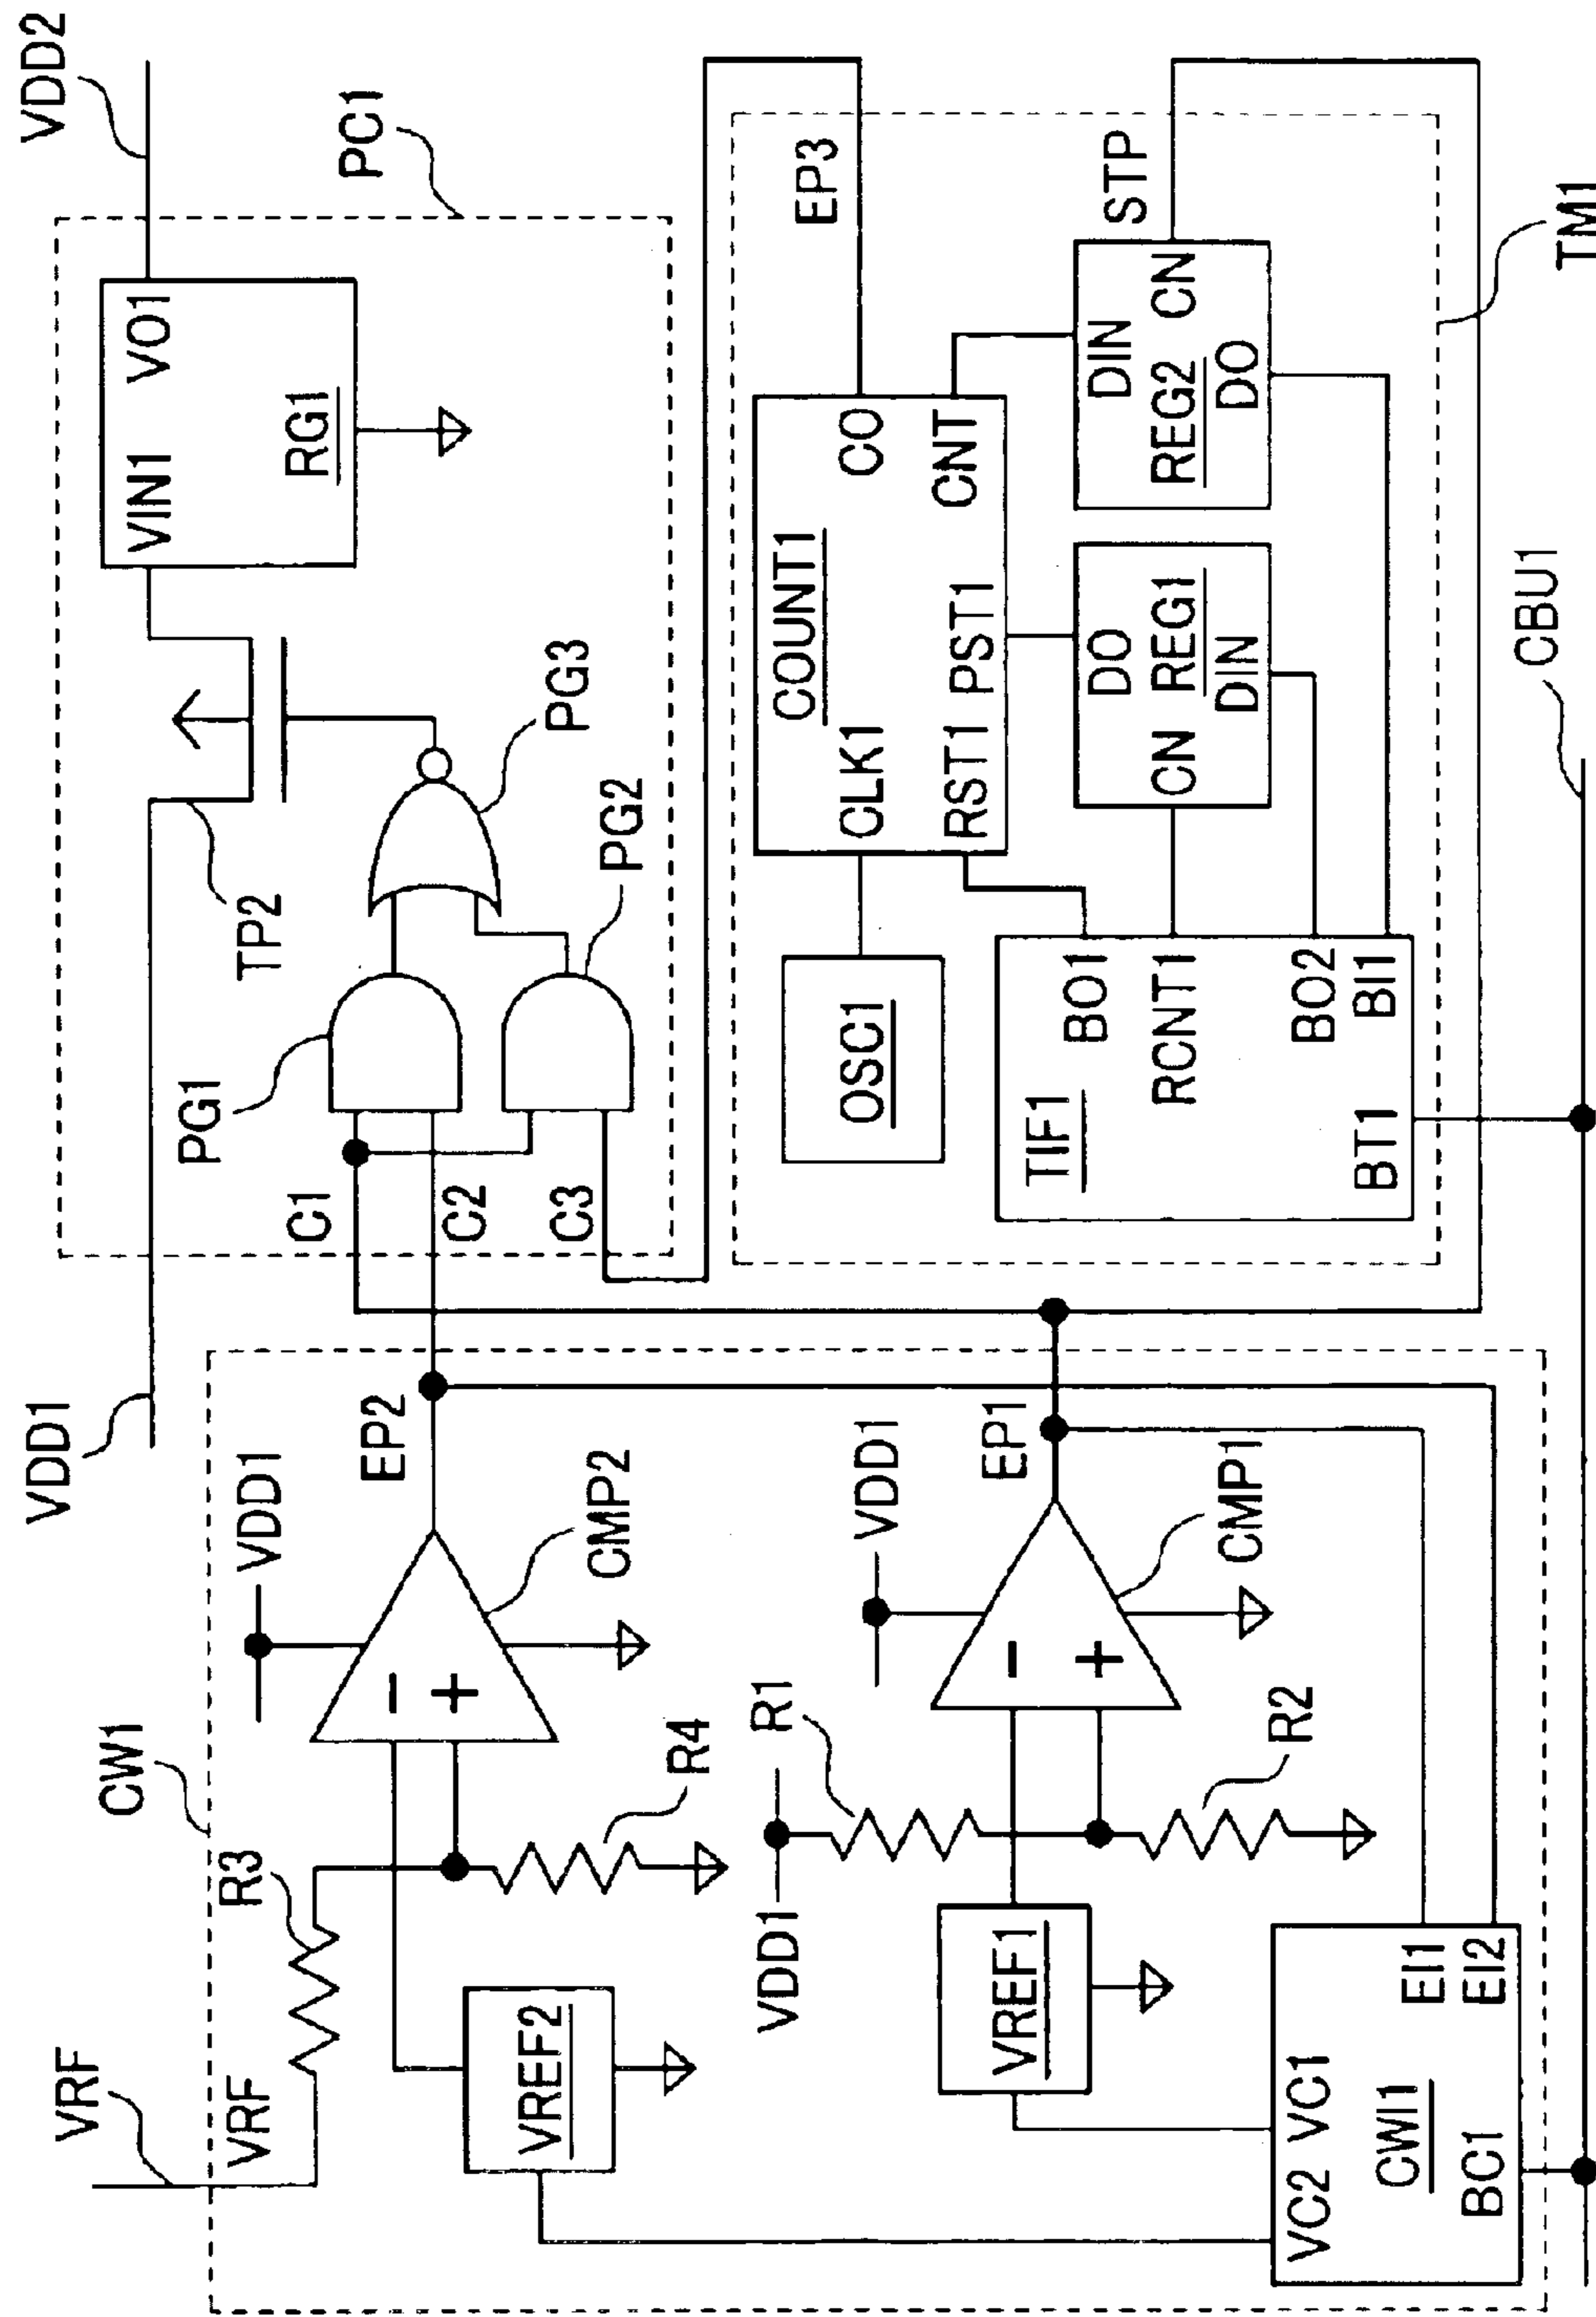 VRF
VRF
CW1
R3
R4
VREF2
VDD1
CMP2
EP2
VDD1
VDD1
R1
R2
VREF1
VDD1
CMP1
EP1
VC2 VC1
CWI1
BC1
EI1
EI2
VDD1
TP2
VIN1 VO1
RG1
VDD2
PC1
PG1
PG2
PG3
C1
C2
C3
EP3
OSC1
COUNT1
CLK1
CO
RST1 PST1
CNT
TIF1
BO1
RCNT1
BO2
BT1
BI1
DO
CN REG1
DIN
DIN
REG2 CN
DO
STP
TM1
CBU1